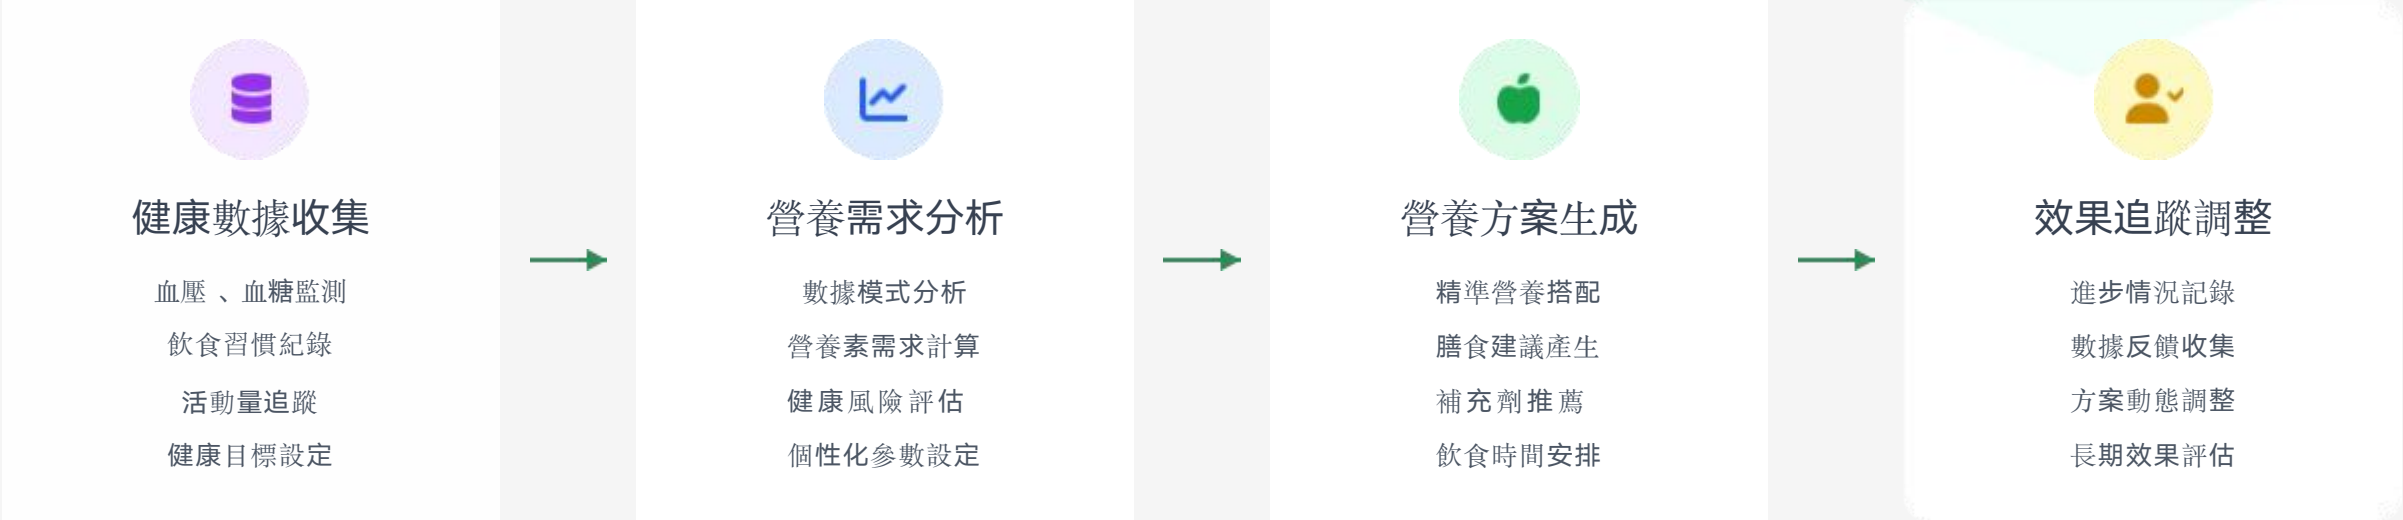 健康數據收集
血壓、血糖監測
飲食習慣紀錄
活動量追蹤
健康目標設定
營養需求分析
數據模式分析
營養素需求計算
健康風險評估
個性化參數設定
營養方案生成
精準營養搭配
膳食建議產生
補充劑推薦
飲食時間安排
效果追蹤調整
進步情況記錄
數據反饋收集
方案動態調整
長期效果評估